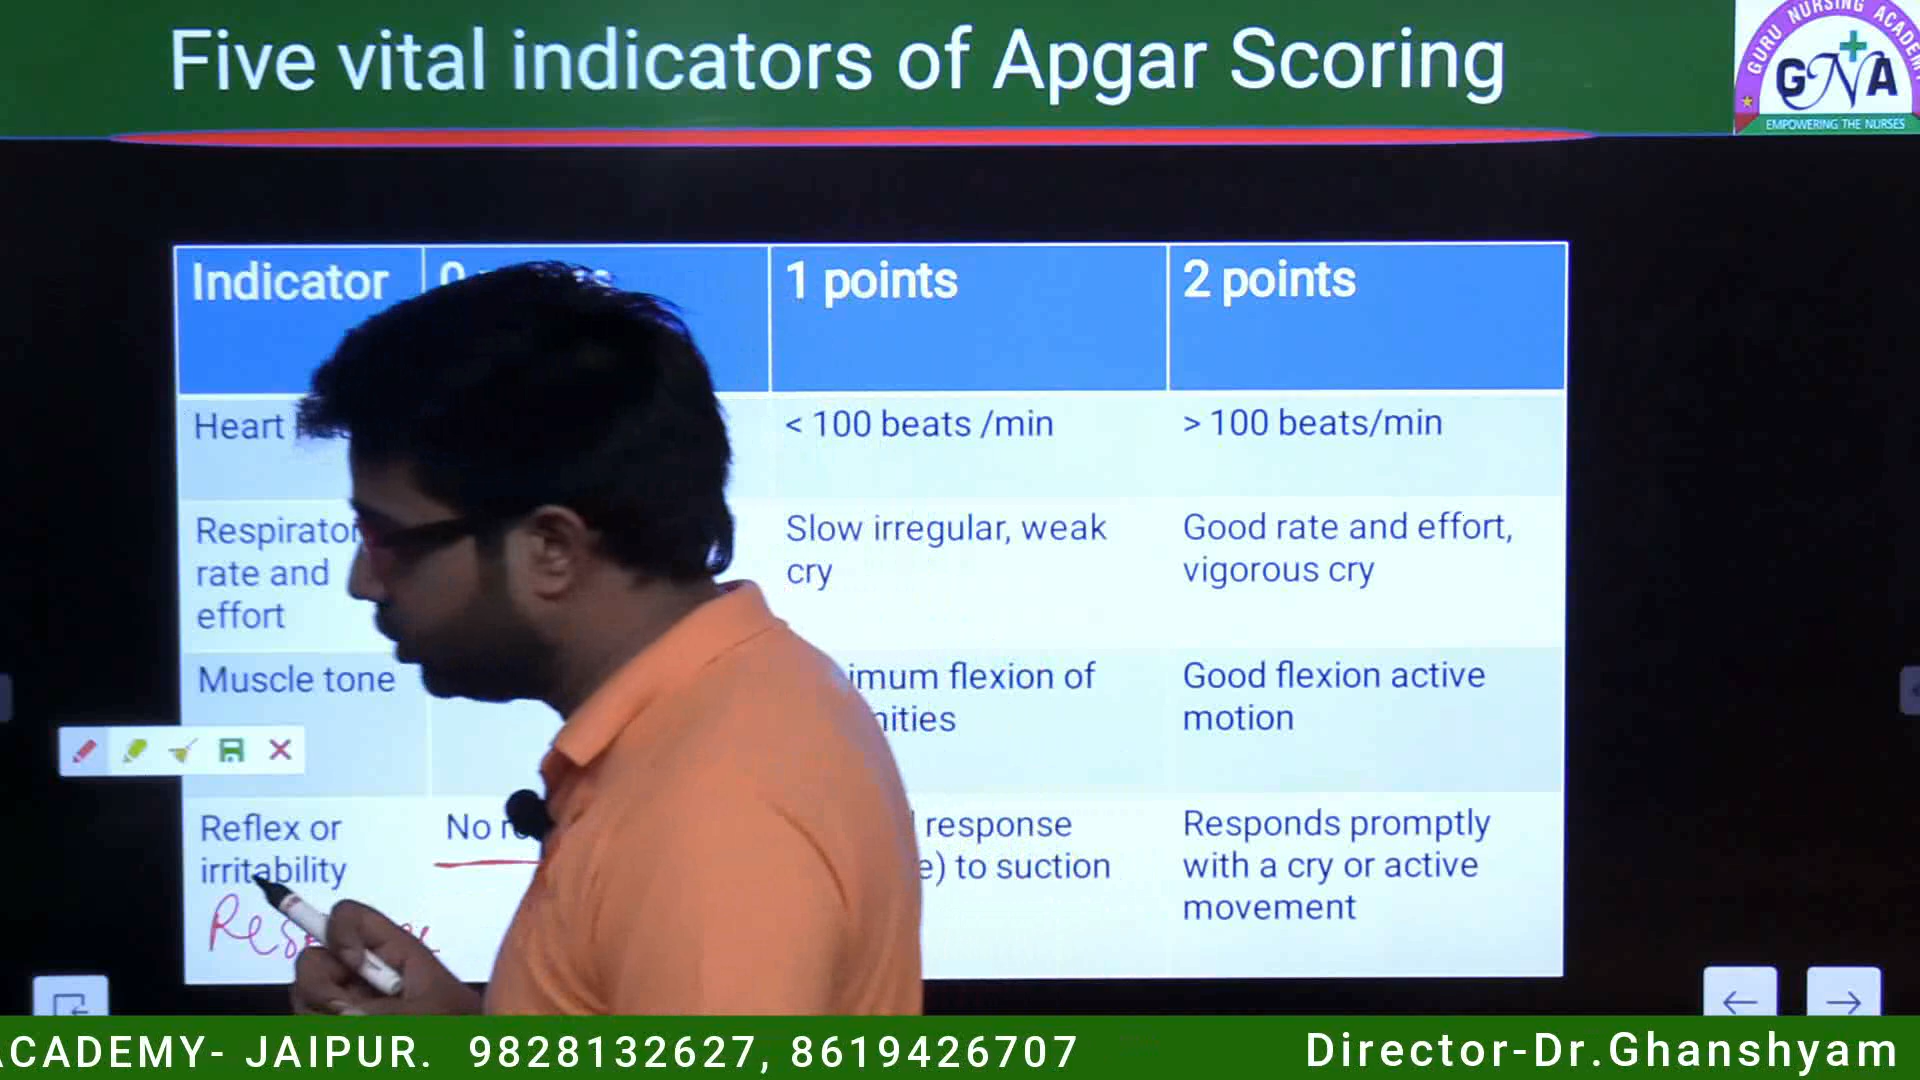 Five vital indicators of Apgar Scoring
GURU NURSING ACADEMY
GNA
EMPOWERING THE NURSES
Indicator
1 points
2 points
Heart
< 100 beats /min
> 100 beats/min
rate and
effort
Slow irregular, weak
cry
Good rate and effort,
vigorous cry
Muscle tone
flexion of
Good flexion active
motion
Reflex or
irritability
No
response
to suction
Responds promptly
with a cry or active
movement
ACADEMY- JAIPUR. 9828132627, 8619426707
Director-Dr.Ghanshyam